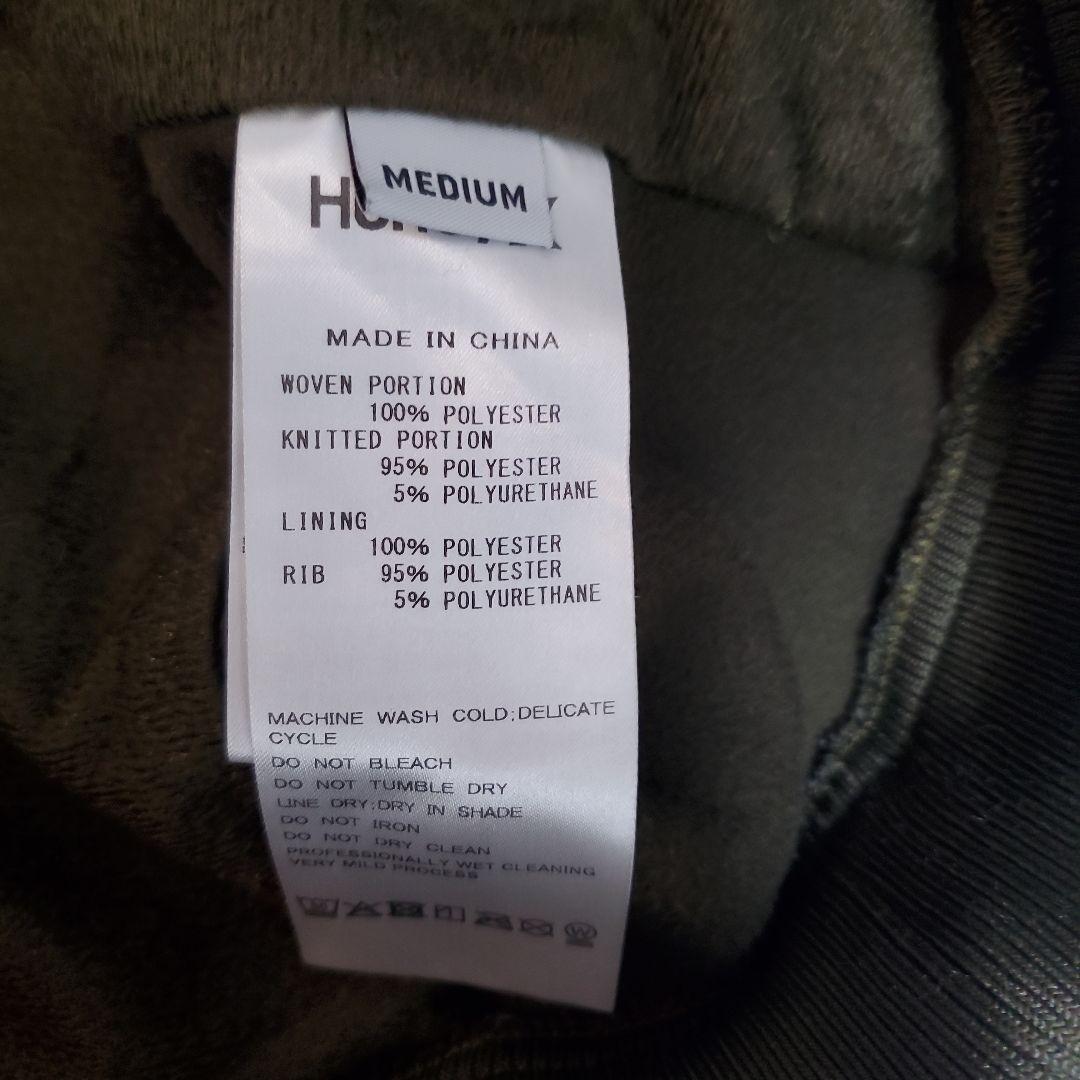 MEDIUM
MADE IN CHINA
WOVEN PORTION
100% POLYESTER
KNITTED PORTION
95% POLYESTER
5% POLYURETHANE
LINING
100% POLYESTER
RIB 95% POLYESTER
5% POLYURETHANE
MACHINE WASH COLD;DELICATE
CYCLE
DO NOT BLEACH
DO NOT TUMBLE DRY
LINE DRY;DRY IN SHADE
DO NOT IRON
DO NOT DRY CLEAN
PROFESSIONALLY WET CLEANING
VERY MILD PROCESS
W